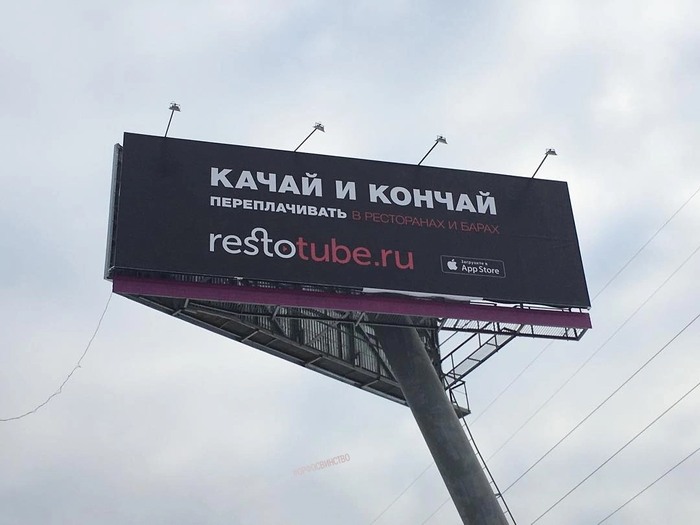 КАЧАЙ И КОНЧАЙ
ПЕРЕПЛАЧИВАТЬ В РЕСТОРАНАХ И БАРАХ
restotube.ru
Загрузите в
App Store